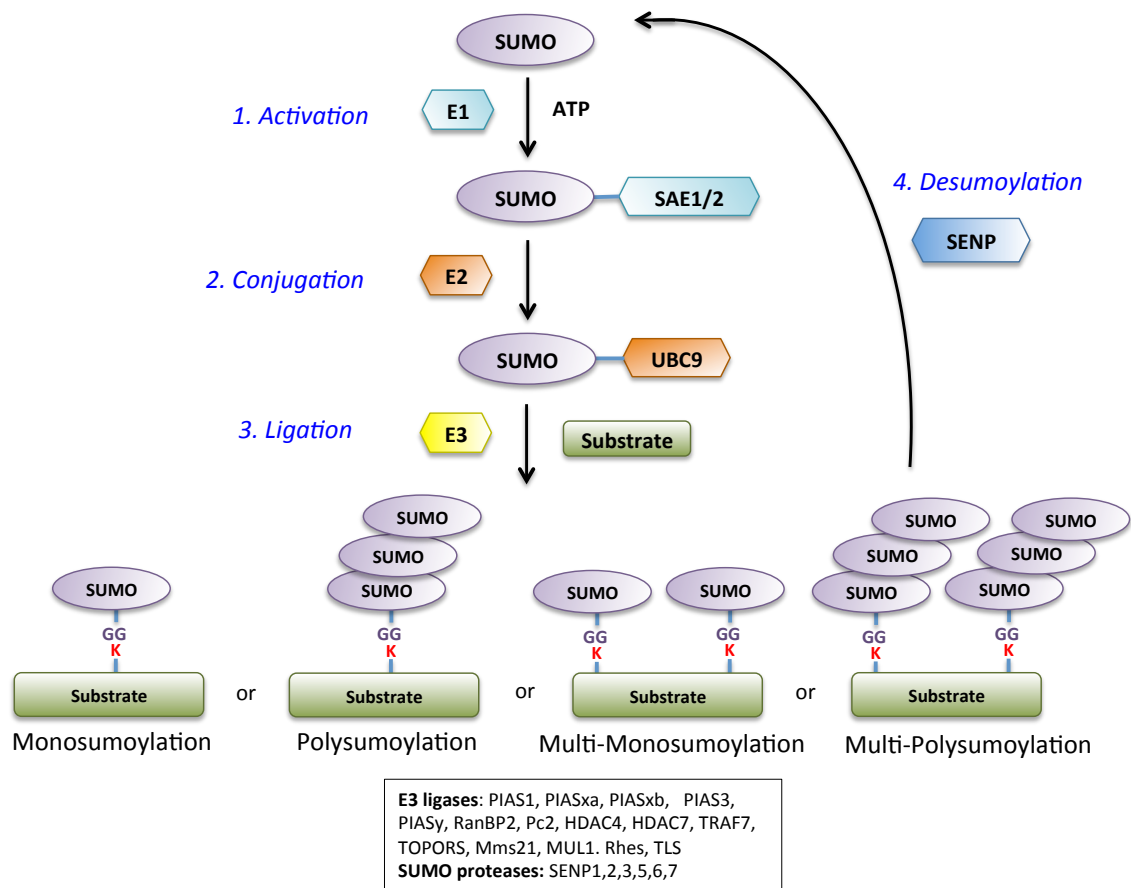 SUMO
1. Activation
E1
ATP
SUMO
SAE1/2
4. Desumoylation
SENP
2. Conjugation
E2
SUMO
UBC9
3. Ligation
E3
Substrate
SUMO
GG
K
Substrate
Monosumoylation
or
SUMO
SUMO
SUMO
GG
K
Substrate
Polysumoylation
or
SUMO
SUMO
GG
GG
K
K
Substrate
Multi-Monosumoylation
or
SUMO
SUMO
SUMO
SUMO
SUMO
SUMO
GG
GG
K
K
Substrate
Multi-Polysumoylation
E3 ligases: PIAS1, PIASxa, PIASxb, PIAS3,
PIASy, RanBP2, Pc2, HDAC4, HDAC7, TRAF7,
TOPORS, Mms21, MUL1. Rhes, TLS
SUMO proteases: SENP1,2,3,5,6,7